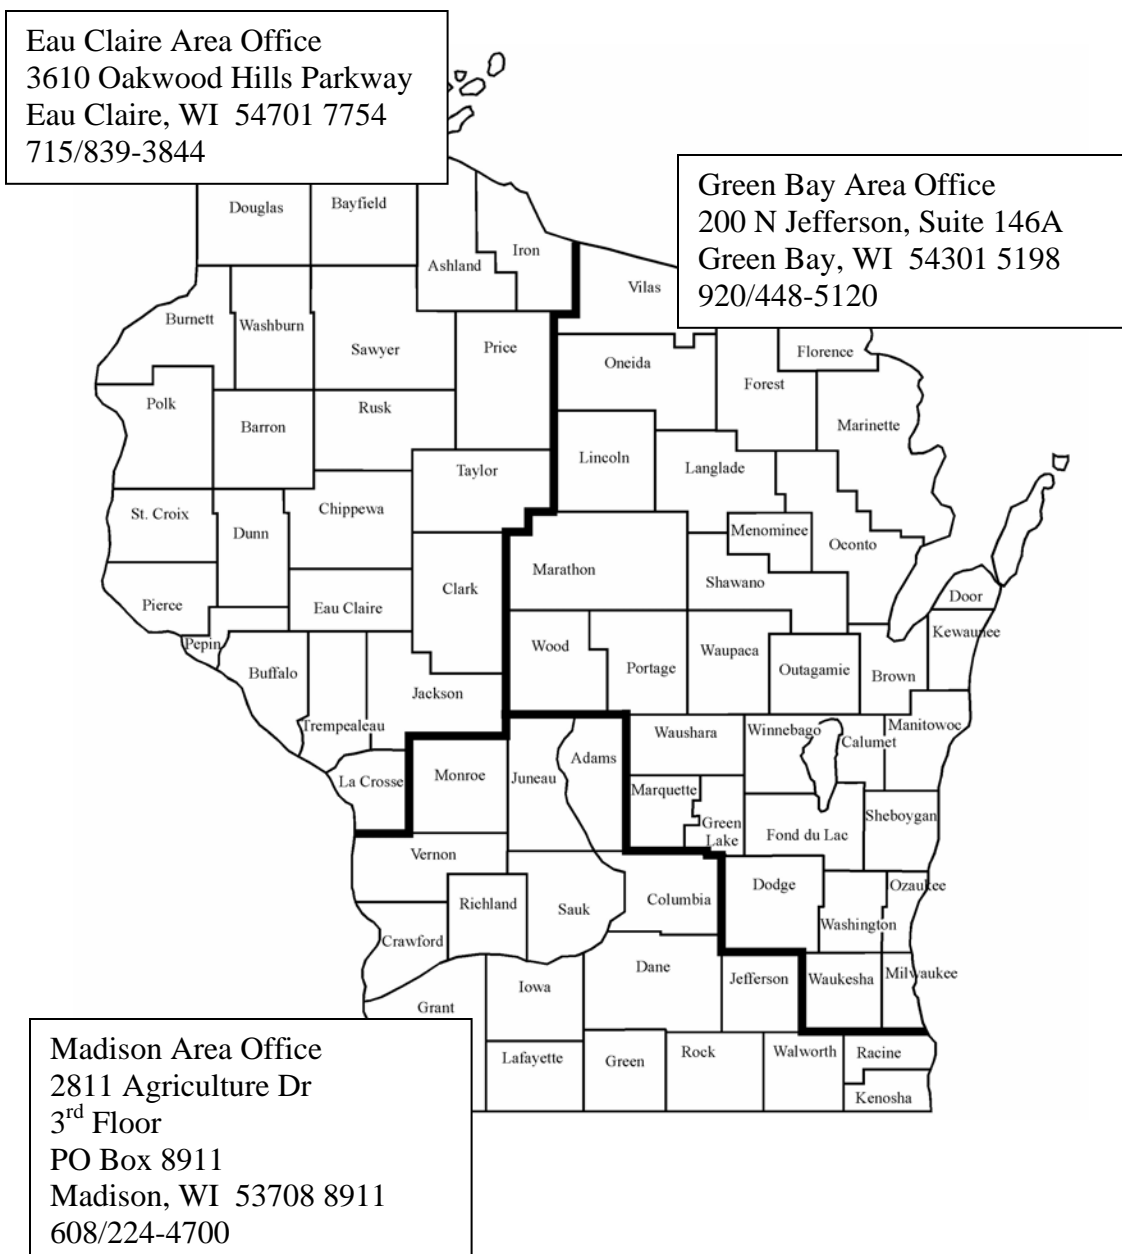 Eau Claire Area Office
3610 Oakwood Hills Parkway
Eau Claire, WI  54701 7754
715/839-3844
Green Bay Area Office
200 N Jefferson, Suite 146A
Green Bay, WI  54301 5198
920/448-5120
Douglas
Bayfield
Ashland
Iron
Vilas
Burnett
Washburn
Sawyer
Price
Oneida
Florence
Forest
Polk
Barron
Rusk
Marinette
Taylor
Lincoln
Langlade
St. Croix
Dunn
Chippewa
Menominee
Oconto
Marathon
Shawano
Clark
Pierce
Eau Claire
Door
Pepin
Kewaunee
Wood
Portage
Waupaca
Outagamie
Brown
Buffalo
Jackson
Trempealeau
Waushara
Winnebago
Calumet
Manitowoc
La Crosse
Monroe
Juneau
Adams
Marquette
Green
Lake
Fond du Lac
Sheboygan
Vernon
Richland
Sauk
Columbia
Dodge
Ozaukee
Washington
Crawford
Dane
Jefferson
Waukesha
Milwaukee
Iowa
Grant
Lafayette
Green
Rock
Walworth
Racine
Kenosha
Madison Area Office
2811 Agriculture Dr
3rd Floor
PO Box 8911
Madison, WI  53708 8911
608/224-4700